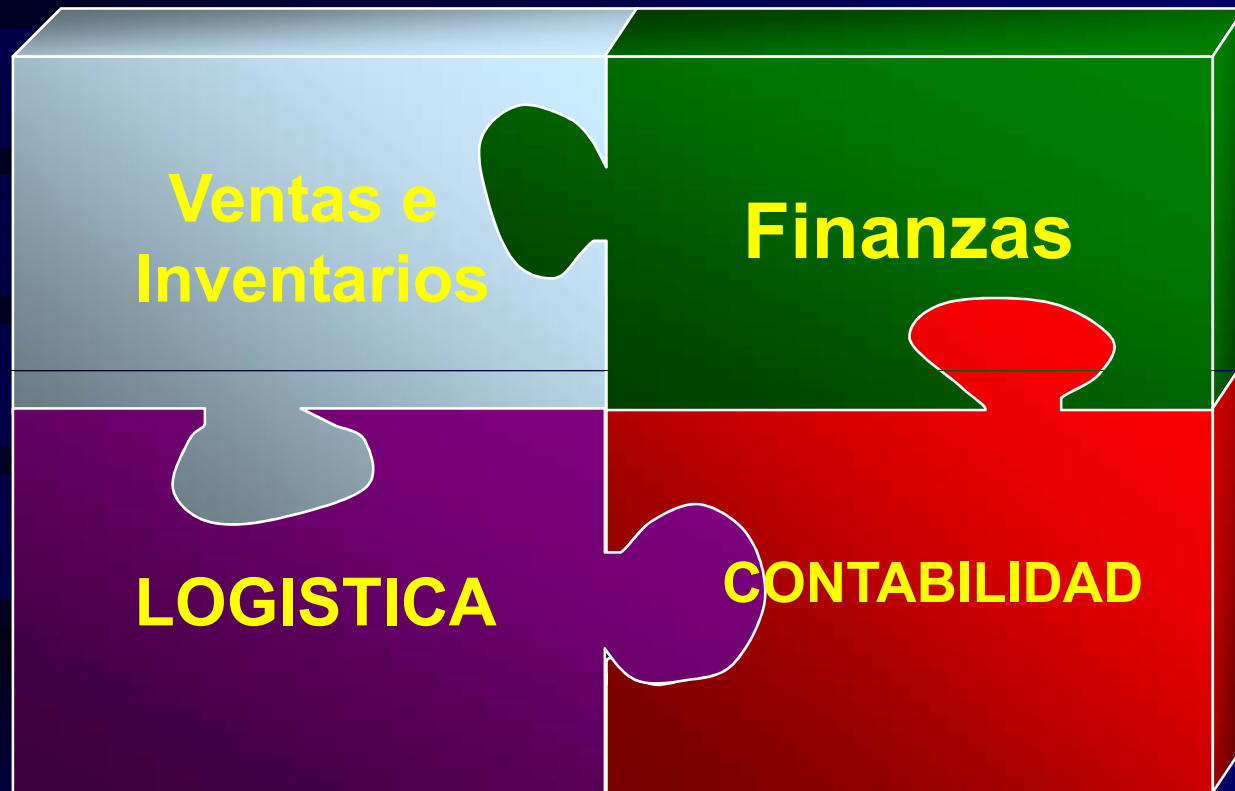 Ventas e
Inventarios
Finanzas
LOGISTICA
CONTABILIDAD